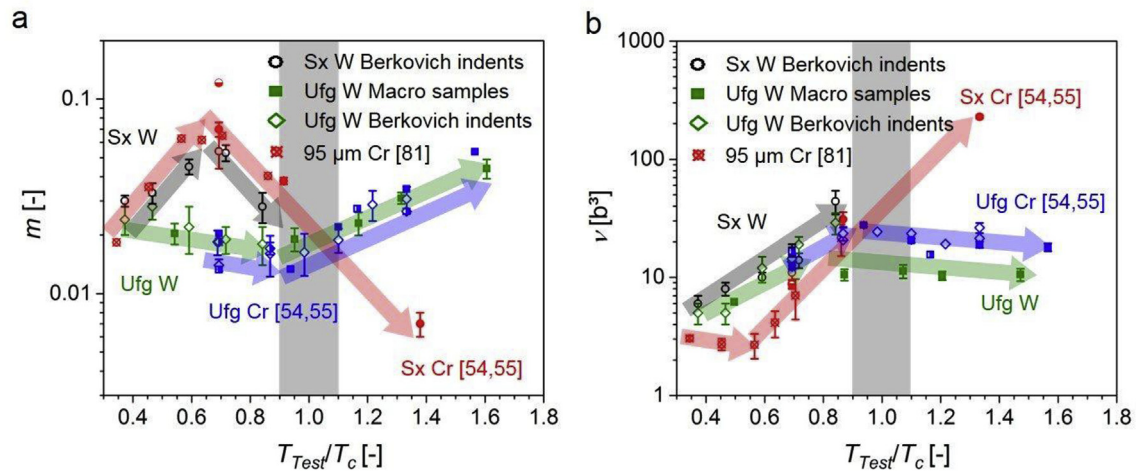 a
0.1
0.01
m [-]
Sx W Berkovich indents
Ufg W Macro samples
Ufg W Berkovich indents
95 µm Cr [81]
Sx W
Ufg W
Ufg Cr [54,55]
Sx Cr [54,55]
0.4 0.6 0.8 1.0 1.2 1.4 1.6 1.8
T_Test/T_c [-]
b
1000
100
10
1
ν [b³]
Sx W Berkovich indents
Ufg W Macro samples
Ufg W Berkovich indents
95 µm Cr [81]
Sx Cr [54,55]
Sx W
Ufg Cr [54,55]
Ufg W
0.4 0.6 0.8 1.0 1.2 1.4 1.6 1.8
T_Test/T_c [-]